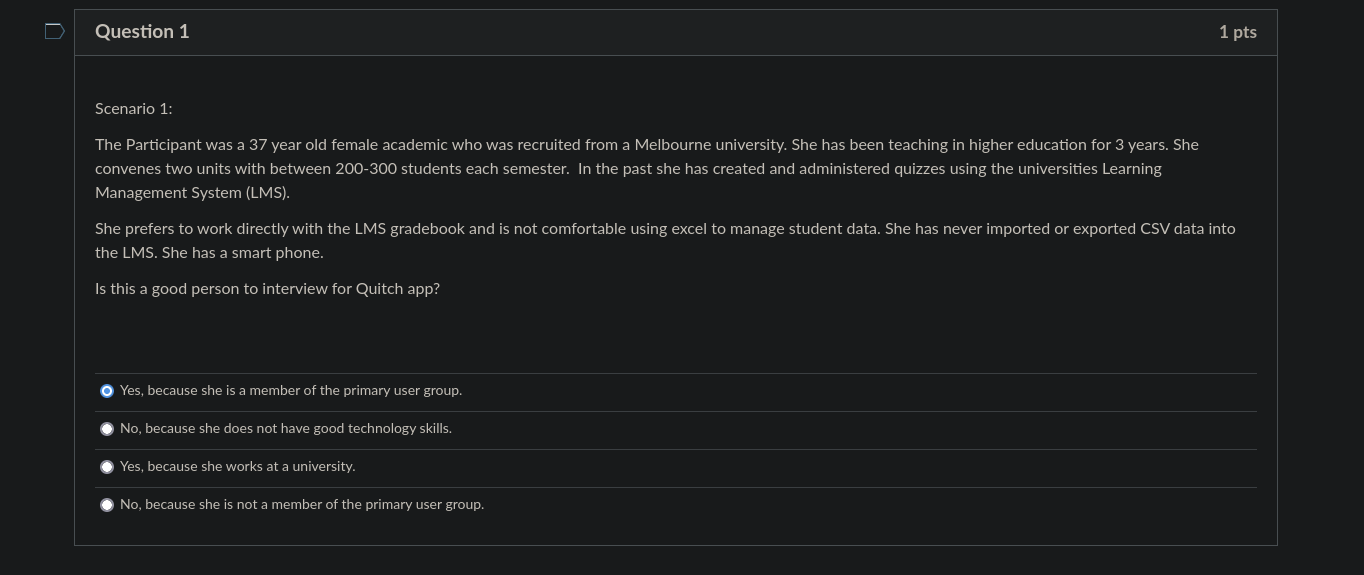 Question 1
1 pts
Scenario 1:
The Participant was a 37 year old female academic who was recruited from a Melbourne university. She has been teaching in higher education for 3 years. She
convenes two units with between 200-300 students each semester.  In the past she has created and administered quizzes using the universities Learning
Management System (LMS).
She prefers to work directly with the LMS gradebook and is not comfortable using excel to manage student data. She has never imported or exported CSV data into
the LMS. She has a smart phone.
Is this a good person to interview for Quitch app?
Yes, because she is a member of the primary user group.
No, because she does not have good technology skills.
Yes, because she works at a university.
No, because she is not a member of the primary user group.